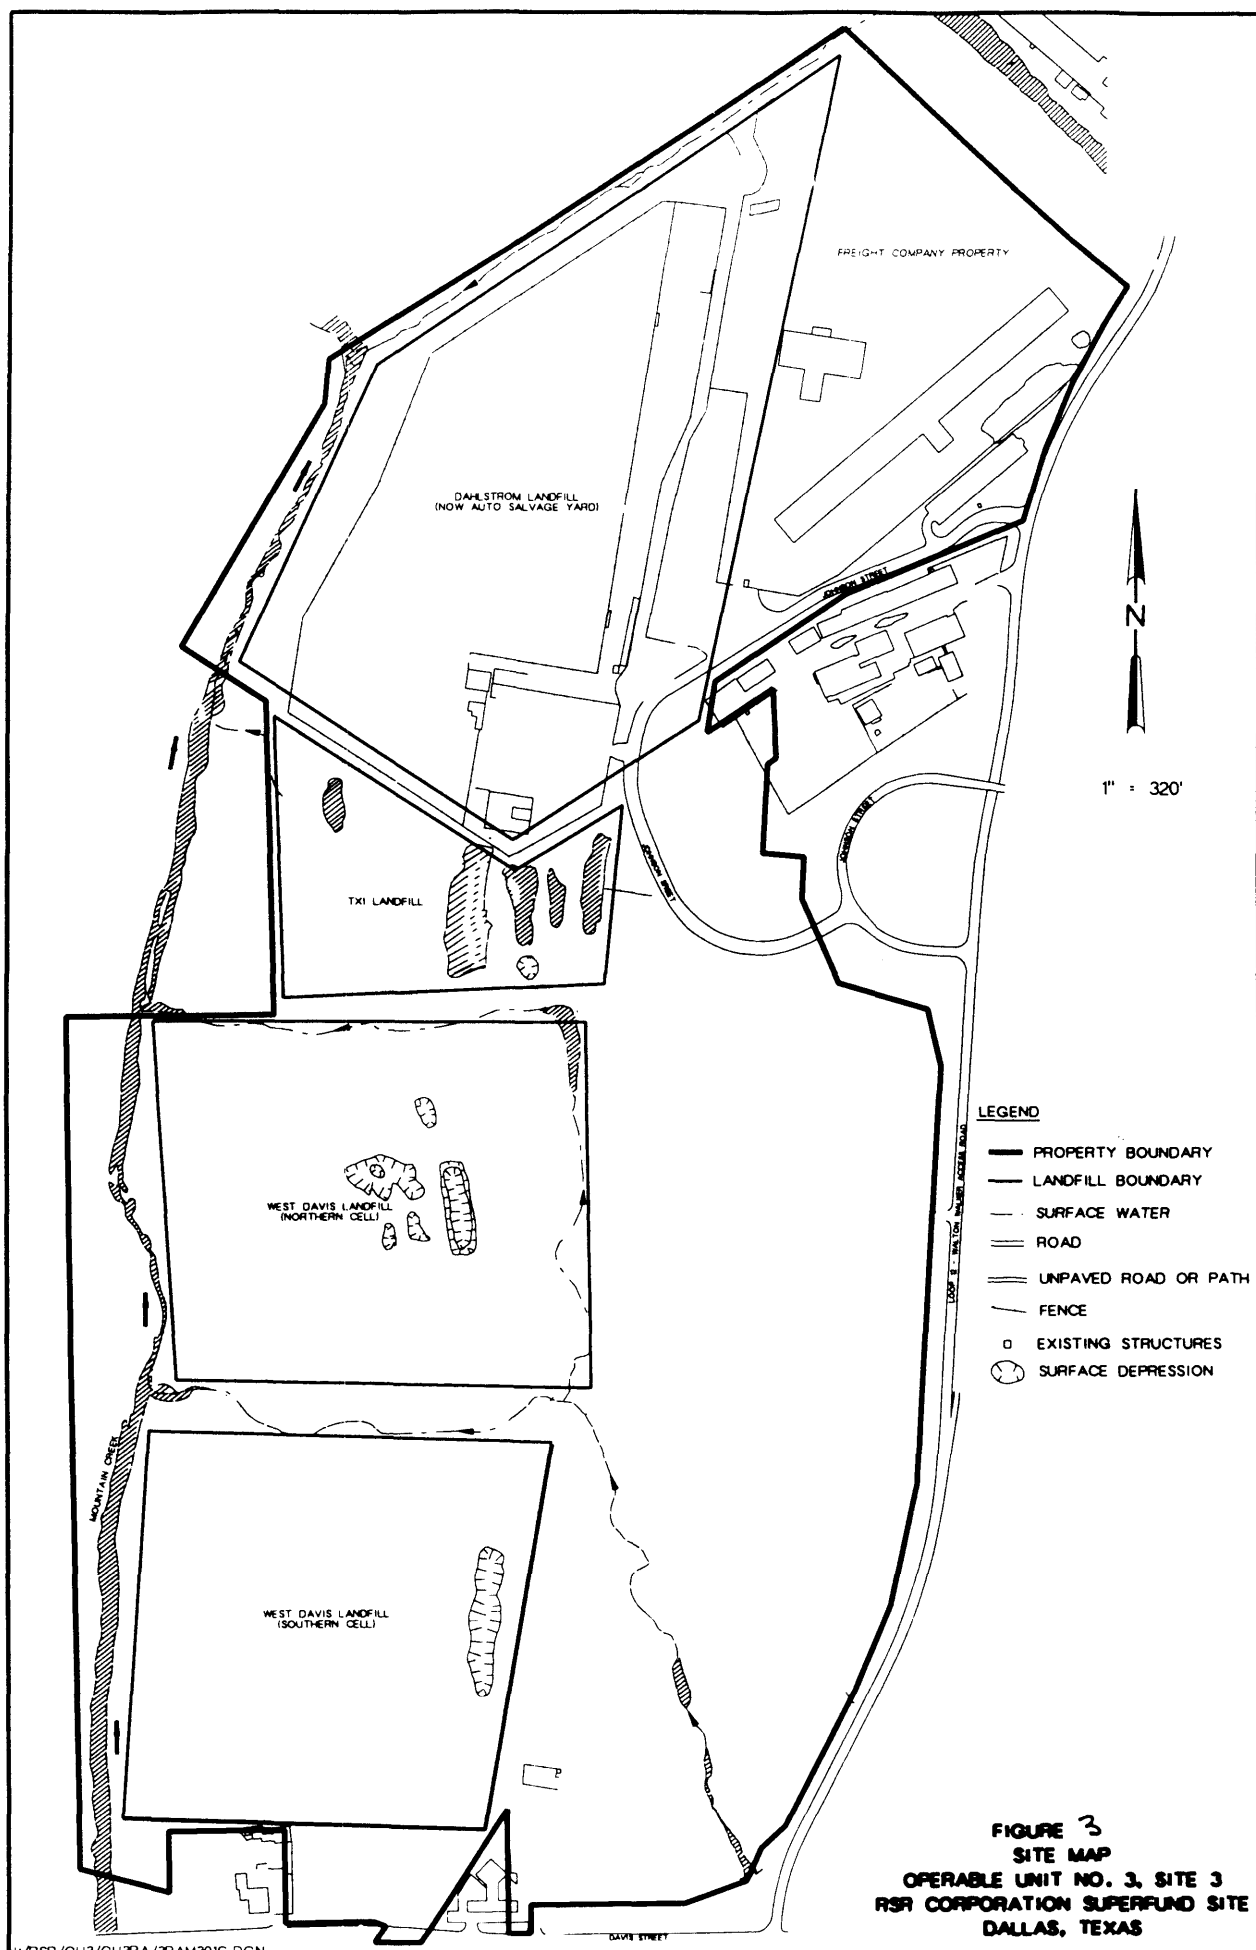 FREIGHT COMPANY PROPERTY
DAHLSTROM LANDFILL
(NOW AUTO SALVAGE YARD)
JOHNSON STREET
N
1" = 320'
JOHNSON STREET
JOHNSON STREET
TXI LANDFILL
LEGEND
PROPERTY BOUNDARY
LANDFILL BOUNDARY
SURFACE WATER
ROAD
UNPAVED ROAD OR PATH
FENCE
EXISTING STRUCTURES
SURFACE DEPRESSION
WEST DAVIS LANDFILL
(NORTHERN CELL)
LOOP 12 - WALTON WALKER ACCESS ROAD
MOUNTAIN CREEK
WEST DAVIS LANDFILL
(SOUTHERN CELL)
P
FIGURE 3
SITE MAP
OPERABLE UNIT NO. 3, SITE 3
RSR CORPORATION SUPERFUND SITE
DALLAS, TEXAS
DAVIS STREET